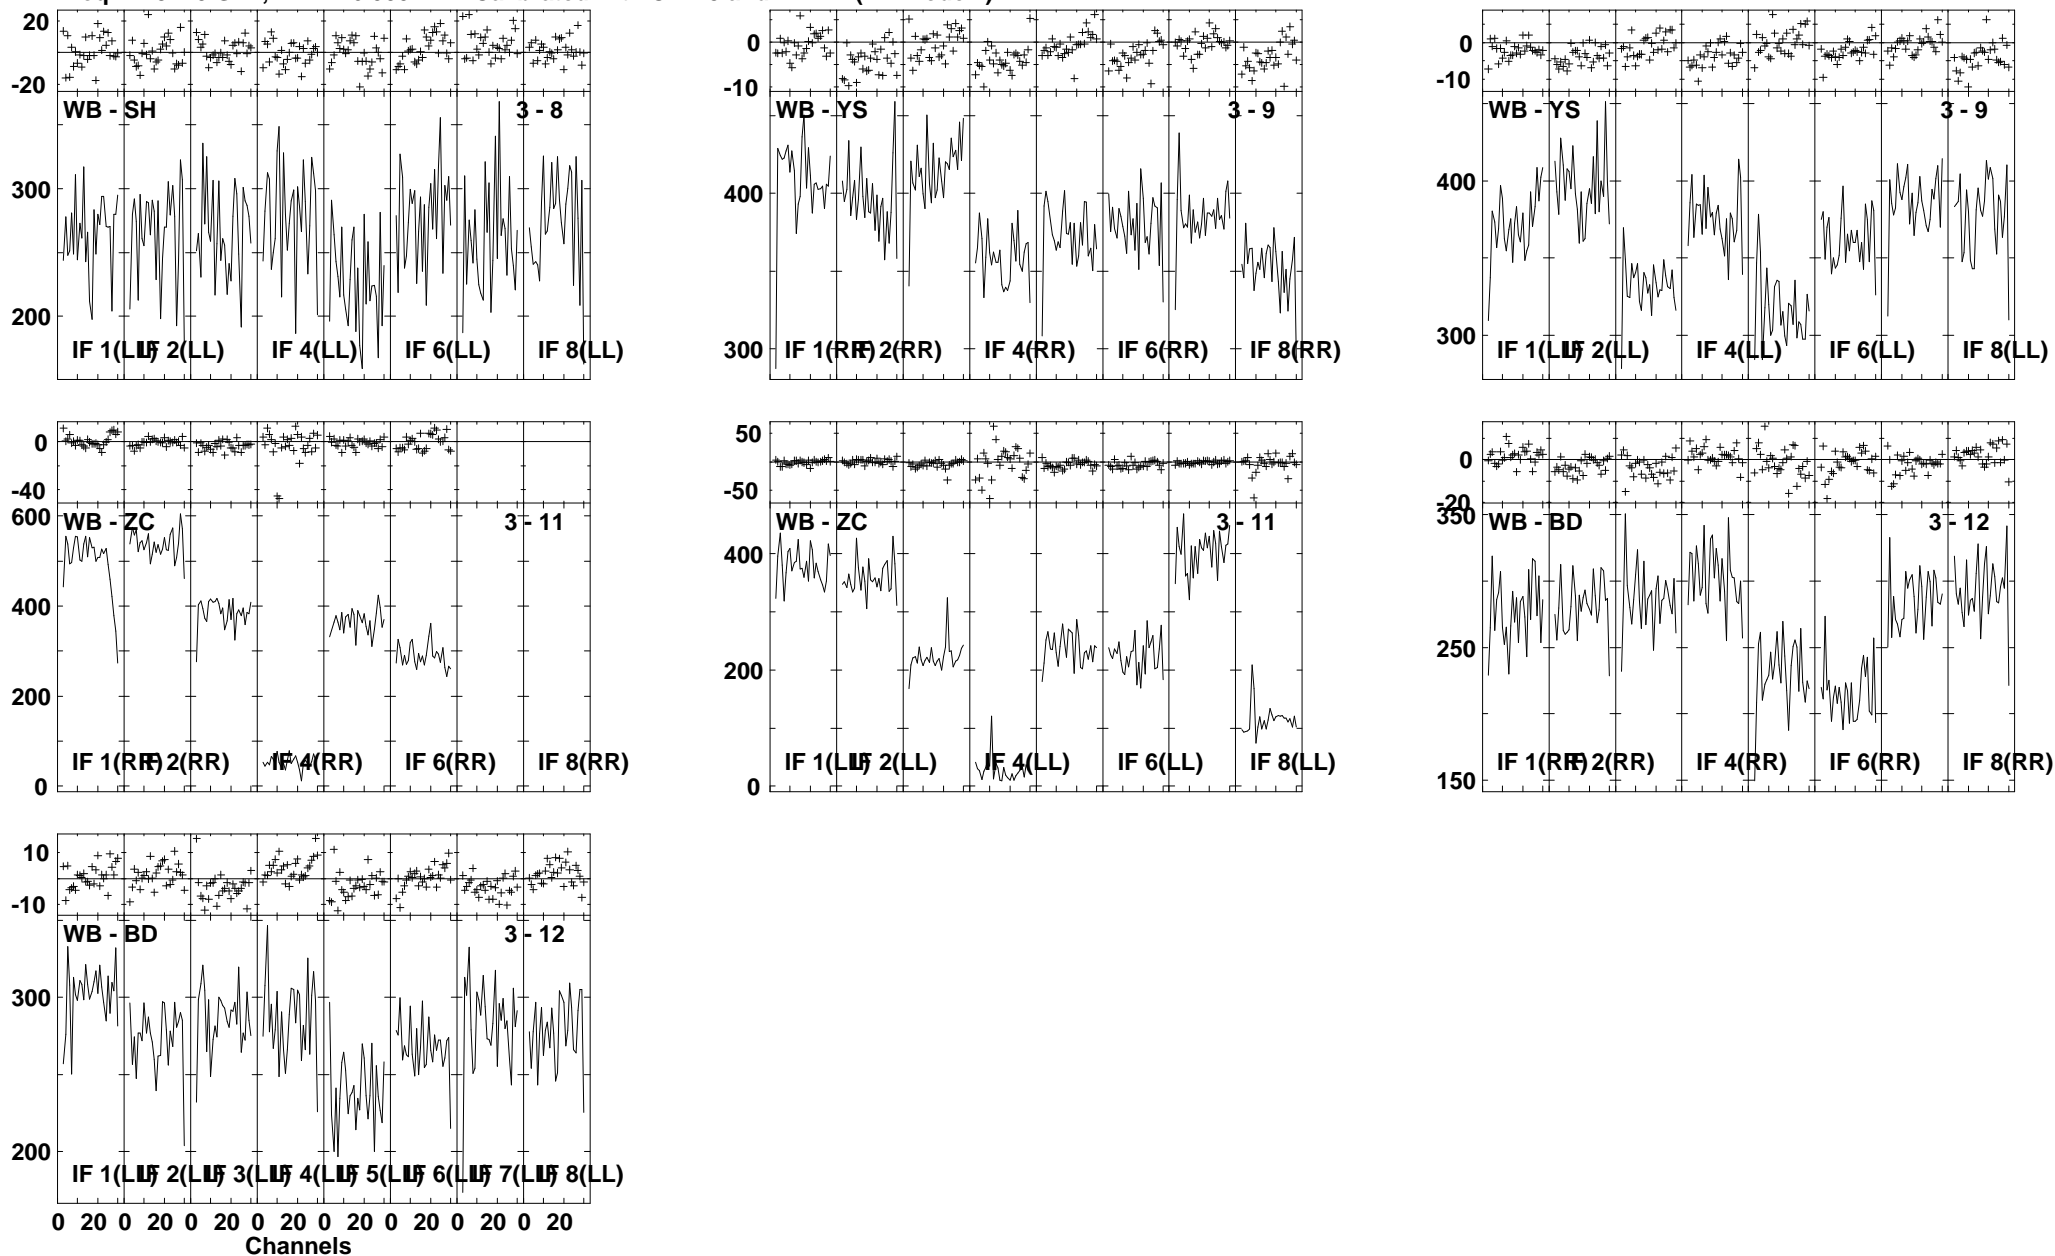 20
0
-20
WB - SH 3 - 8
300
200
IF 1(LL) IF 2(LL) IF 4(LL) IF 6(LL) IF 8(LL)
0
-10
WB - YS 3 - 9
400
300
IF 1(RR) IF 2(RR) IF 4(RR) IF 6(RR) IF 8(RR)
0
-10
WB - YS 3 - 9
400
300
IF 1(LL) IF 2(LL) IF 4(LL) IF 6(LL) IF 8(LL)
0
-40
600
WB - ZC 3 - 11
400
200
0
IF 1(RR) IF 2(RR) IF 4(RR) IF 6(RR) IF 8(RR)
50
0
-50
WB - ZC 3 - 11
400
200
0
IF 1(LL) IF 2(LL) IF 4(LL) IF 6(LL) IF 8(LL)
0
-20
350
WB - BD 3 - 12
250
150
IF 1(RR) IF 2(RR) IF 4(RR) IF 6(RR) IF 8(RR)
10
0
-10
WB - BD 3 - 12
300
200
IF 1(LL) IF 2(LL) IF 3(LL) IF 4(LL) IF 5(LL) IF 6(LL) IF 7(LL) IF 8(LL)
0 20 0 20 0 20 0 20 0 20 0 20 0 20 0 20
Channels